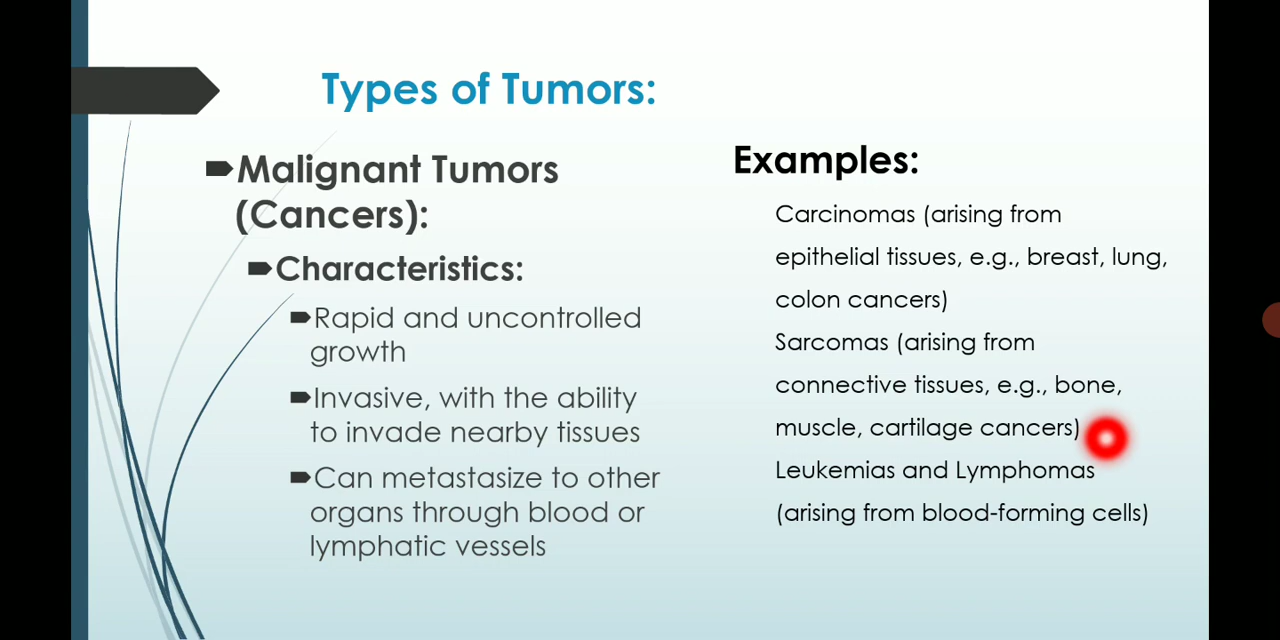 Types of Tumors:
Malignant Tumors
(Cancers):
Characteristics:
Rapid and uncontrolled
growth
Invasive, with the ability
to invade nearby tissues
Can metastasize to other
organs through blood or
lymphatic vessels
Examples:
Carcinomas (arising from
epithelial tissues, e.g., breast, lung,
colon cancers)
Sarcomas (arising from
connective tissues, e.g., bone,
muscle, cartilage cancers)
Leukemias and Lymphomas
(arising from blood-forming cells)